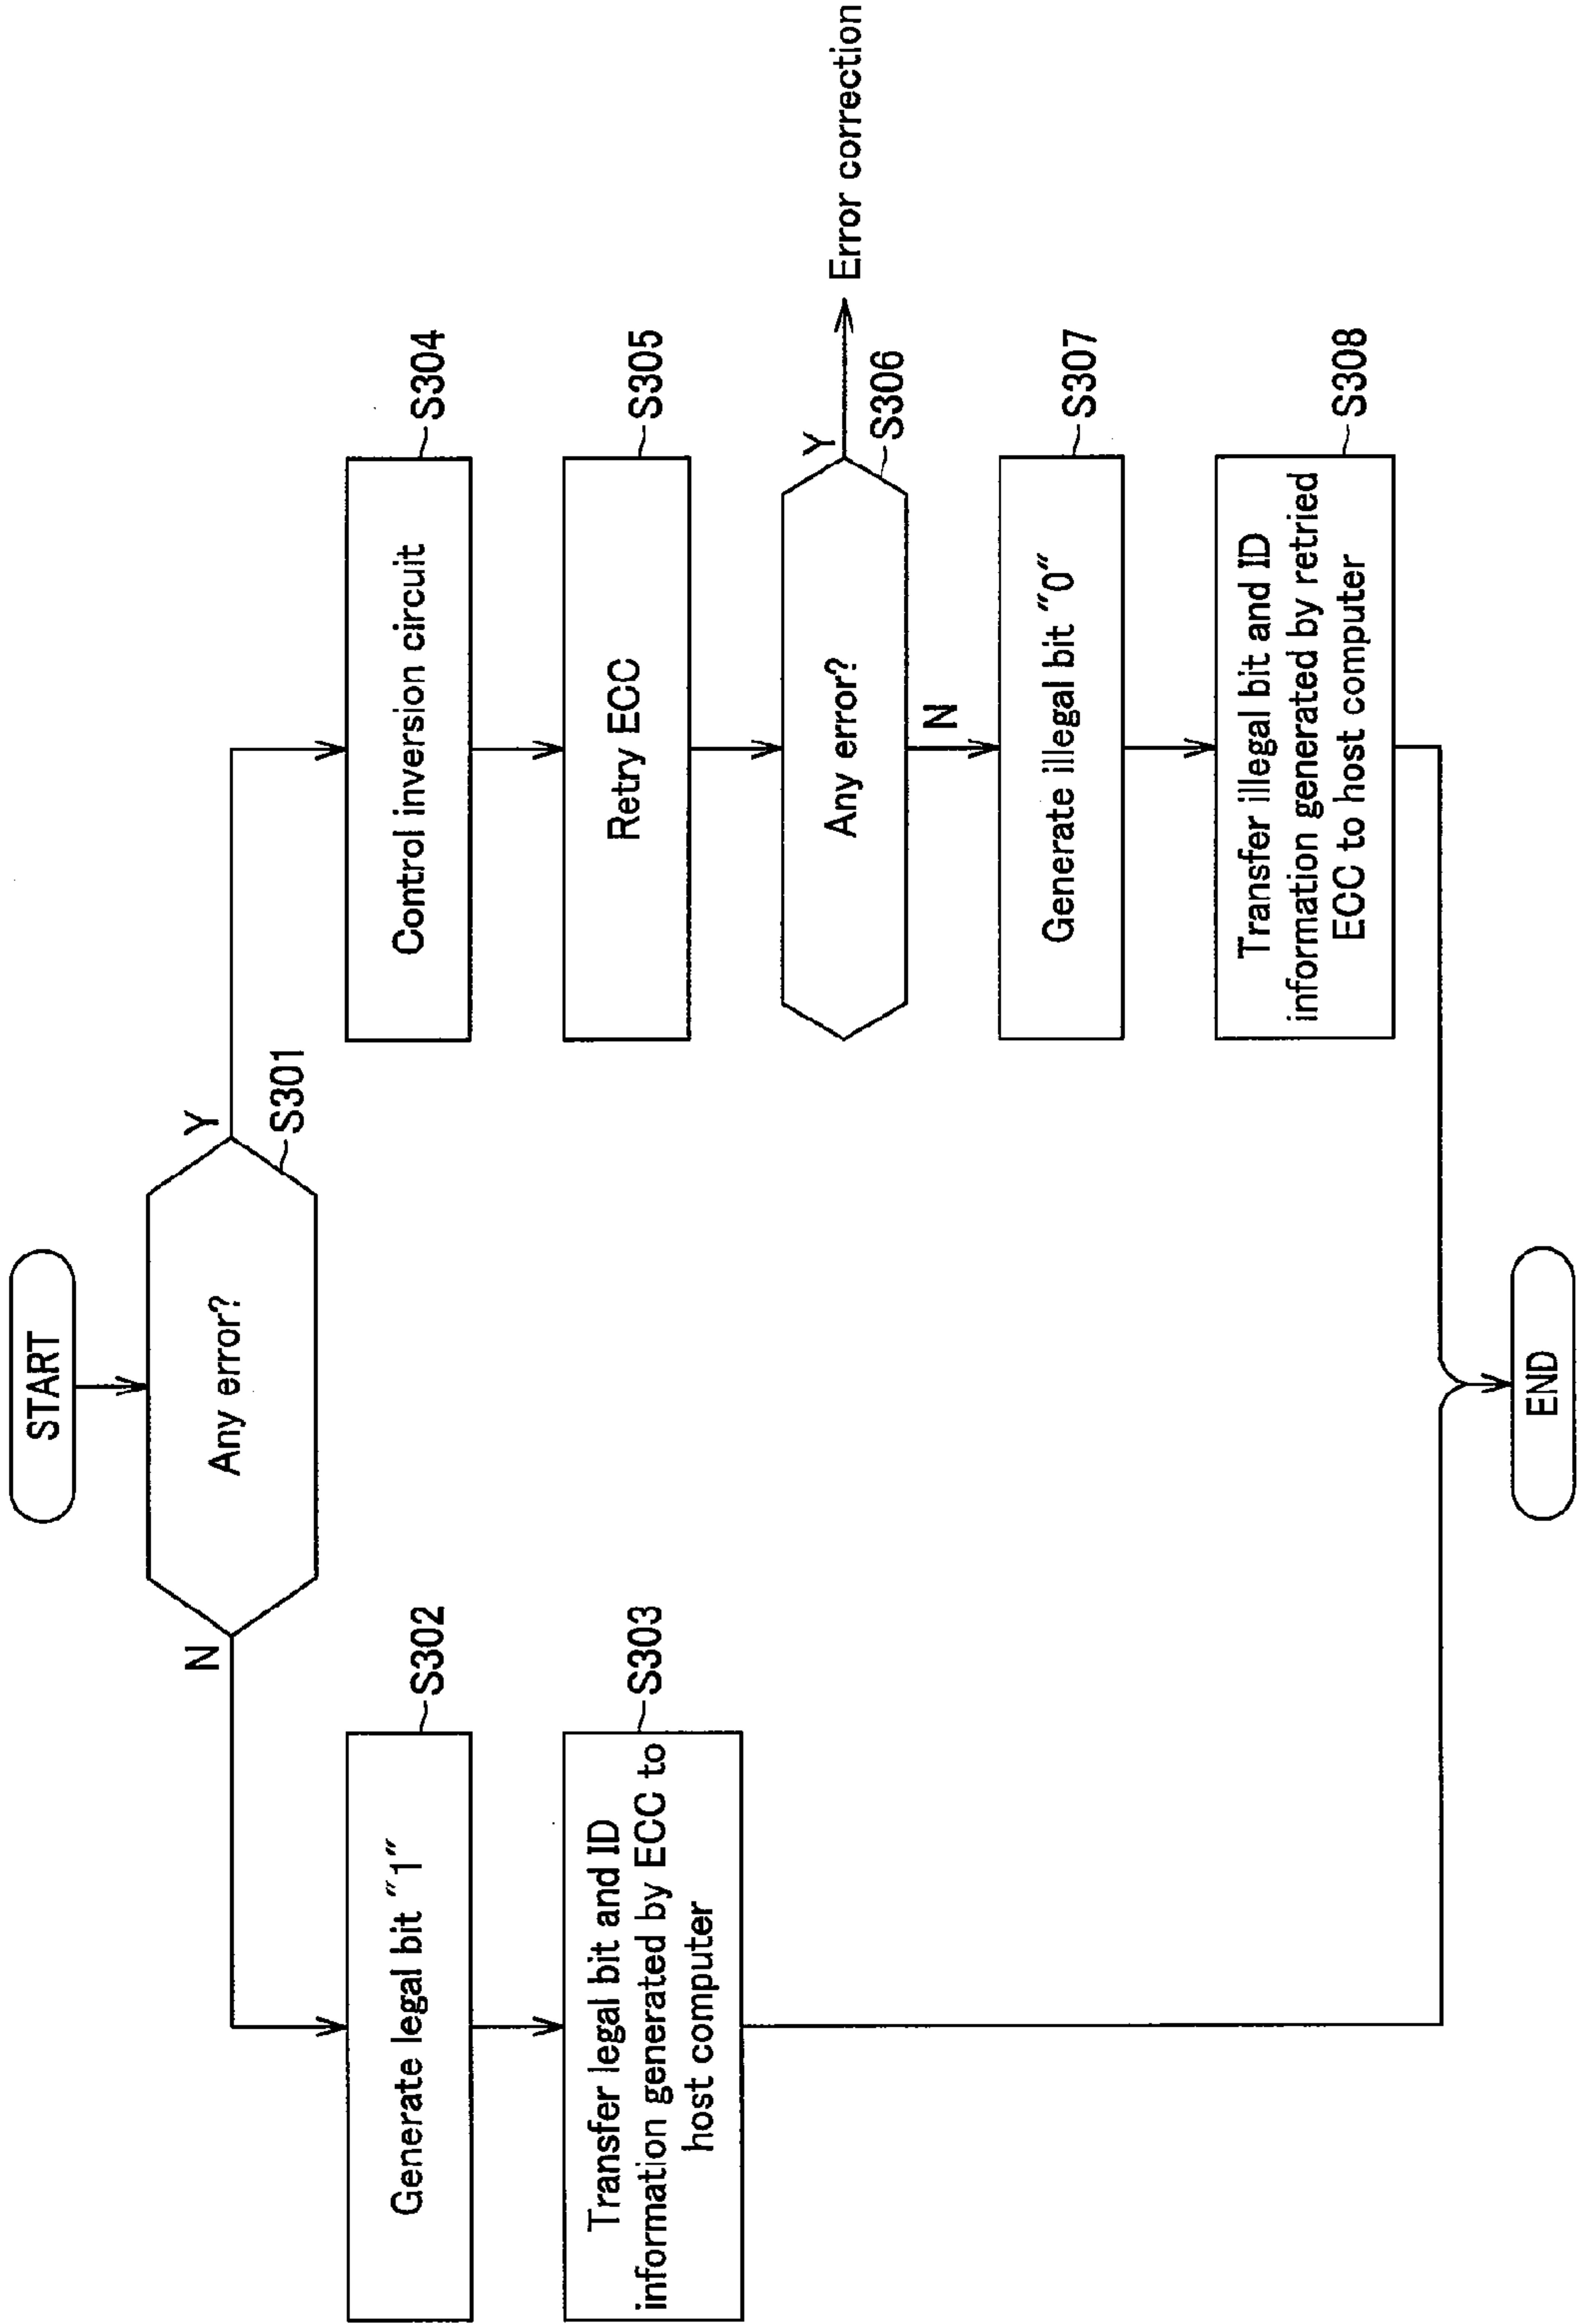 START
Any error?
S301
N
Y
Generate legal bit "1"
S302
Transfer legal bit and ID
information generated by ECC to
host computer
S303
Control inversion circuit
S304
Retry ECC
S305
Any error?
S306
Y
Error correction
N
Generate illegal bit "0"
S307
Transfer illegal bit and ID
information generated by retried
ECC to host computer
S308
END